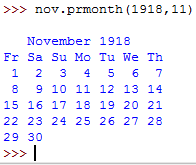 >>> nov.prmonth(1918,11)
November 1918
Fr Sa Su Mo Tu We Th
1 2 3 4 5 6 7
8 9 10 11 12 13 14
15 16 17 18 19 20 21
22 23 24 25 26 27 28
29 30
>>>